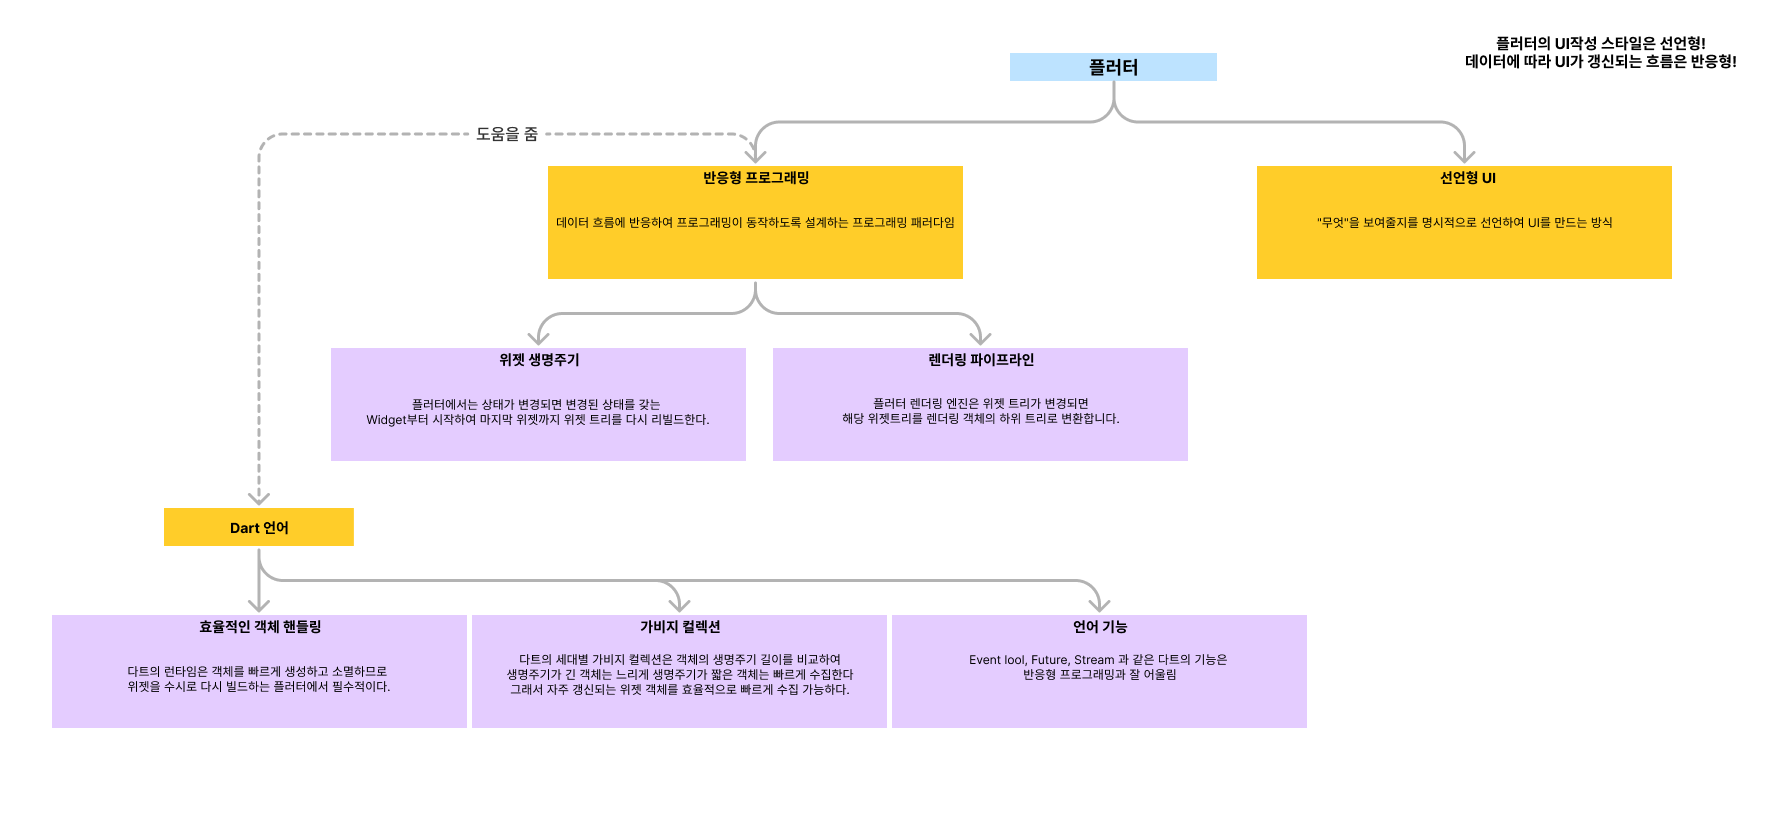 플러터의 UI작성 스타일은 선언형!
데이터에 따라 UI가 갱신되는 흐름은 반응형!
플러터
도움을 줌
반응형 프로그래밍
데이터 흐름에 반응하여 프로그래밍이 동작하도록 설계하는 프로그래밍 패러다임
선언형 UI
"무엇"을 보여줄지를 명시적으로 선언하여 UI를 만드는 방식
위젯 생명주기
플러터에서는 상태가 변경되면 변경된 상태를 갖는
Widget부터 시작하여 마지막 위젯까지 위젯 트리를 다시 리빌드한다.
렌더링 파이프라인
플러터 렌더링 엔진은 위젯 트리가 변경되면
해당 위젯트리를 렌더링 객체의 하위 트리로 변환합니다.
Dart 언어
효율적인 객체 핸들링
다트의 런타임은 객체를 빠르게 생성하고 소멸하므로
위젯을 수시로 다시 빌드하는 플러터에서 필수적이다.
가비지 컬렉션
다트의 세대별 가비지 컬렉션은 객체의 생명주기 길이를 비교하여
생명주기가 긴 객체는 느리게 생명주기가 짧은 객체는 빠르게 수집한다
그래서 자주 갱신되는 위젯 객체를 효율적으로 빠르게 수집 가능하다.
언어 기능
Event lool, Future, Stream 과 같은 다트의 기능은
반응형 프로그래밍과 잘 어울림